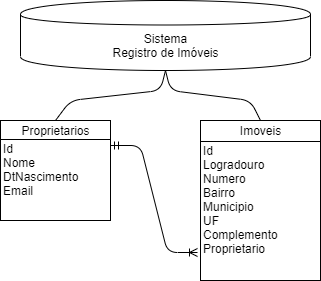 Sistema
Registro de Imóveis
Proprietarios
Id
Nome
DtNascimento
Email
Imoveis
Id
Logradouro
Numero
Bairro
Municipio
UF
Complemento
Proprietario